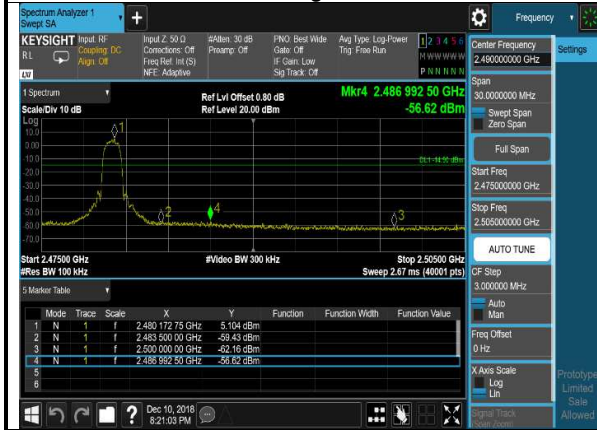 Spectrum Analyzer 1
Swept SA
+
Frequency
KEYSIGHT
RL
LXI
Input: RF
Coupling: DC
Align: Off
Input Z: 50 Ω
Corrections: Off
Freq Ref: Int (S)
NFE: Adaptive
#Atten: 30 dB
Preamp: Off
PNO: Best Wide
Gate: Off
IF Gain: Low
Sig Track: Off
Avg Type: Log-Power
Trig: Free Run
1 2 3 4 5 6
M W W W W W
P N N N N N
1 Spectrum
Scale/Div 10 dB
Ref Lvl Offset 0.80 dB
Ref Level 20.00 dBm
Mkr4 2.486 992 50 GHz
-56.62 dBm
Log
10.0
0.00
-10.0
-20.0
-30.0
-40.0
-50.0
-60.0
-70.0
1
2
4
3
Start 2.47500 GHz
#Res BW 100 kHz
#Video BW 300 kHz
Stop 2.50500 GHz
Sweep 2.67 ms (40001 pts)
5 Marker Table
Mode Trace Scale X Y Function Function Width Function Value
1 N 1 f 2.480 172 75 GHz 5.104 dBm
2 N 1 f 2.483 500 00 GHz -59.43 dBm
3 N 1 f 2.500 000 00 GHz -62.16 dBm
4 N 1 f 2.486 992 50 GHz -56.62 dBm
5
6
? Dec 10, 2018
8:21:03 PM
Center Frequency
2.490000000 GHz
Settings
Span
30.0000000 MHz
Swept Span
Zero Span
Full Span
Start Freq
2.475000000 GHz
Stop Freq
2.505000000 GHz
AUTO TUNE
CF Step
3.000000 MHz
Auto
Man
Freq Offset
0 Hz
X Axis Scale
Log
Lin
Signal Track
(Span Zoom)
Prototype
Limited
Sale
Allowed